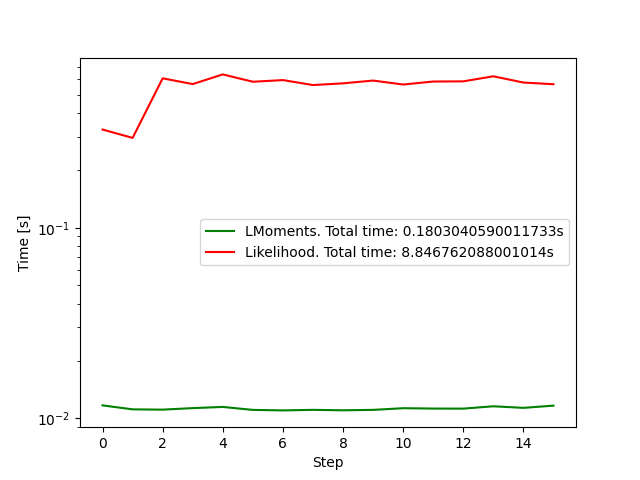 10⁻¹
10⁻²
Time [s]
LMoments. Total time: 0.1803040590011733s
Likelihood. Total time: 8.846762088001014s
0 2 4 6 8 10 12 14
Step